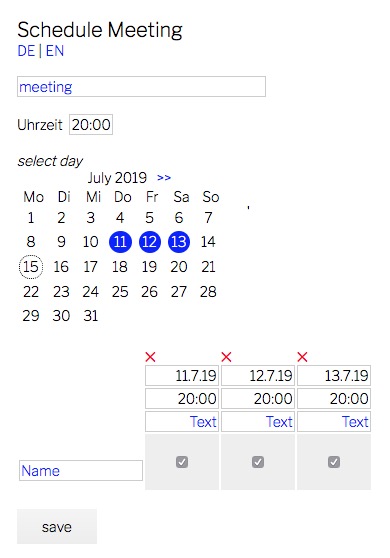 Schedule Meeting
DE | EN
meeting
Uhrzeit 20:00
select day
July 2019 >>
Mo Di Mi Do Fr Sa So
1 2 3 4 5 6 7
8 9 10 11 12 13 14
15 16 17 18 19 20 21
22 23 24 25 26 27 28
29 30 31
11.7.19 12.7.19 13.7.19
20:00 20:00 20:00
Text Text Text
Name
save